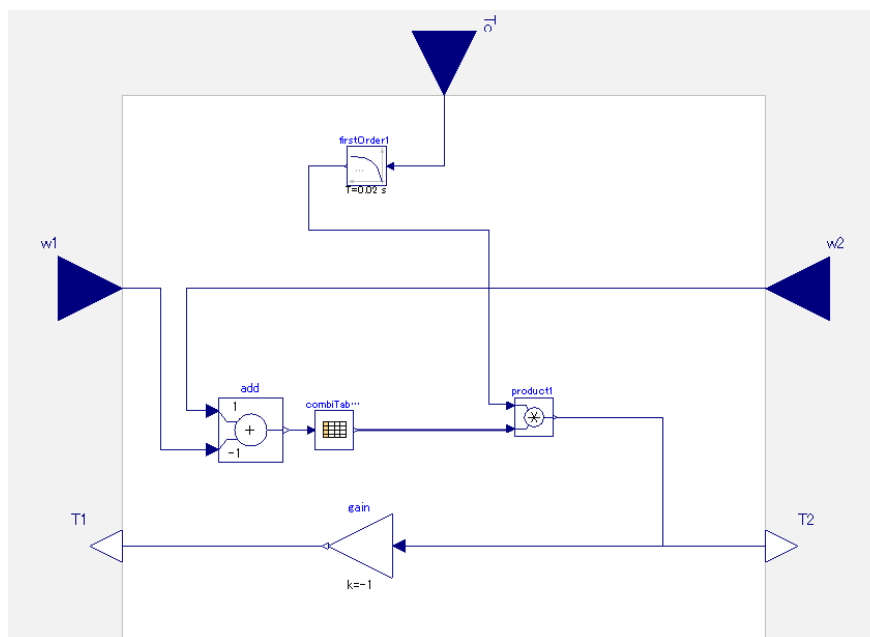 Tc
firstOrder1
...
T=0.02 s
w1
w2
add
1
+
-1
combiTab...
product1
*
T1
gain
T2
k=-1